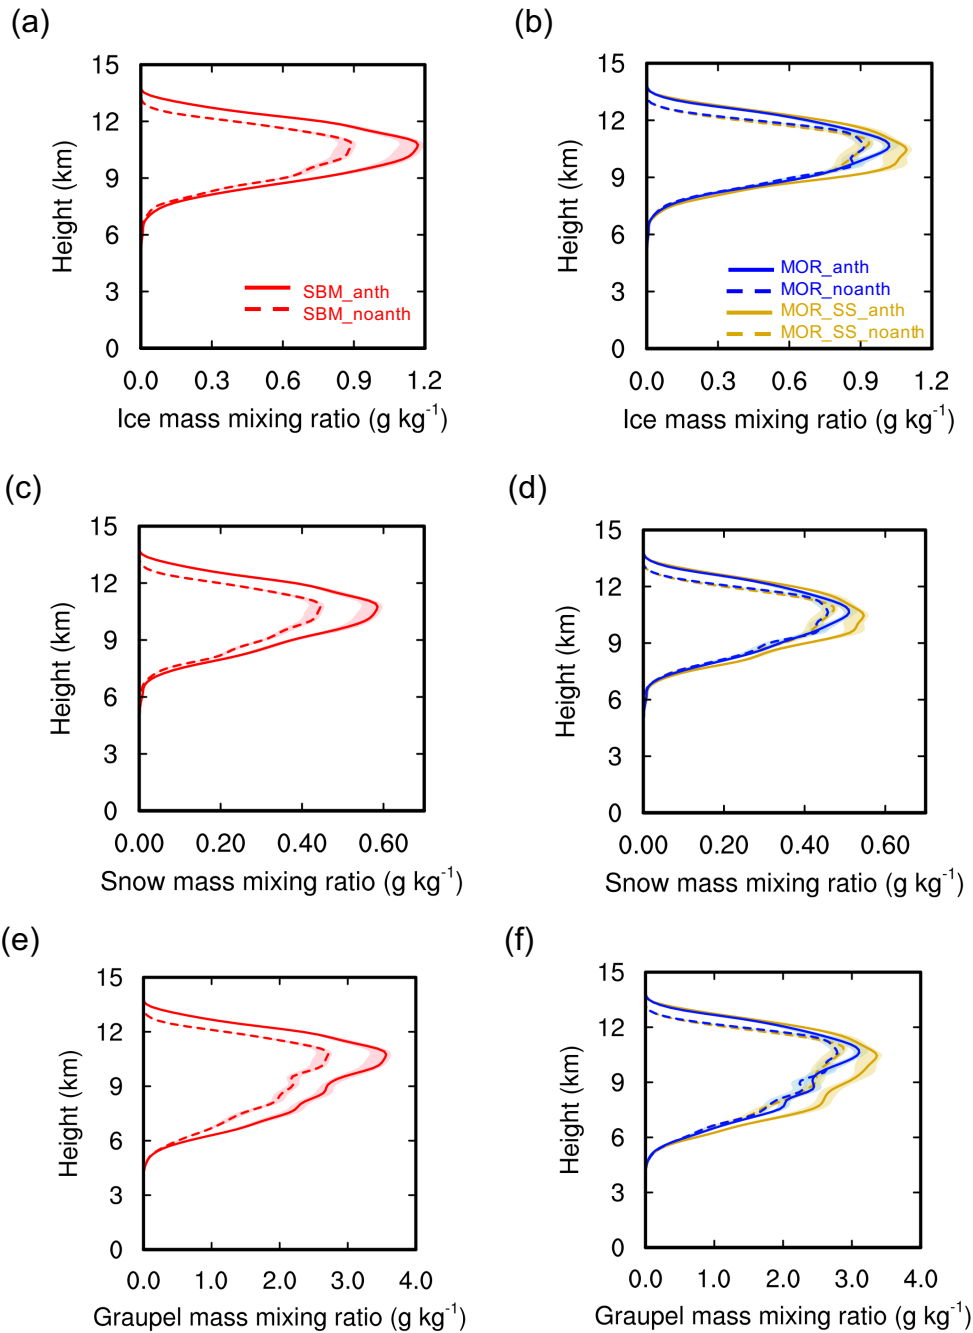 (a)
15
12
9
6
3
0
Height (km)
SBM_anth
SBM_noanth
0.0 0.3 0.6 0.9 1.2
Ice mass mixing ratio (g kg⁻¹)
(b)
15
12
9
6
3
0
Height (km)
MOR_anth
MOR_noanth
MOR_SS_anth
MOR_SS_noanth
0.0 0.3 0.6 0.9 1.2
Ice mass mixing ratio (g kg⁻¹)
(c)
15
12
9
6
3
0
Height (km)
0.00 0.20 0.40 0.60
Snow mass mixing ratio (g kg⁻¹)
(d)
15
12
9
6
3
0
Height (km)
0.00 0.20 0.40 0.60
Snow mass mixing ratio (g kg⁻¹)
(e)
15
12
9
6
3
0
Height (km)
0.0 1.0 2.0 3.0 4.0
Graupel mass mixing ratio (g kg⁻¹)
(f)
15
12
9
6
3
0
Height (km)
0.0 1.0 2.0 3.0 4.0
Graupel mass mixing ratio (g kg⁻¹)